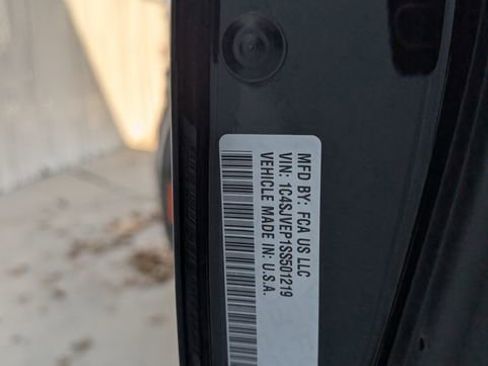 MFD BY: FCA US LLC
VIN: 1C4SJVEP1SS501219
VEHICLE MADE IN: U.S.A.